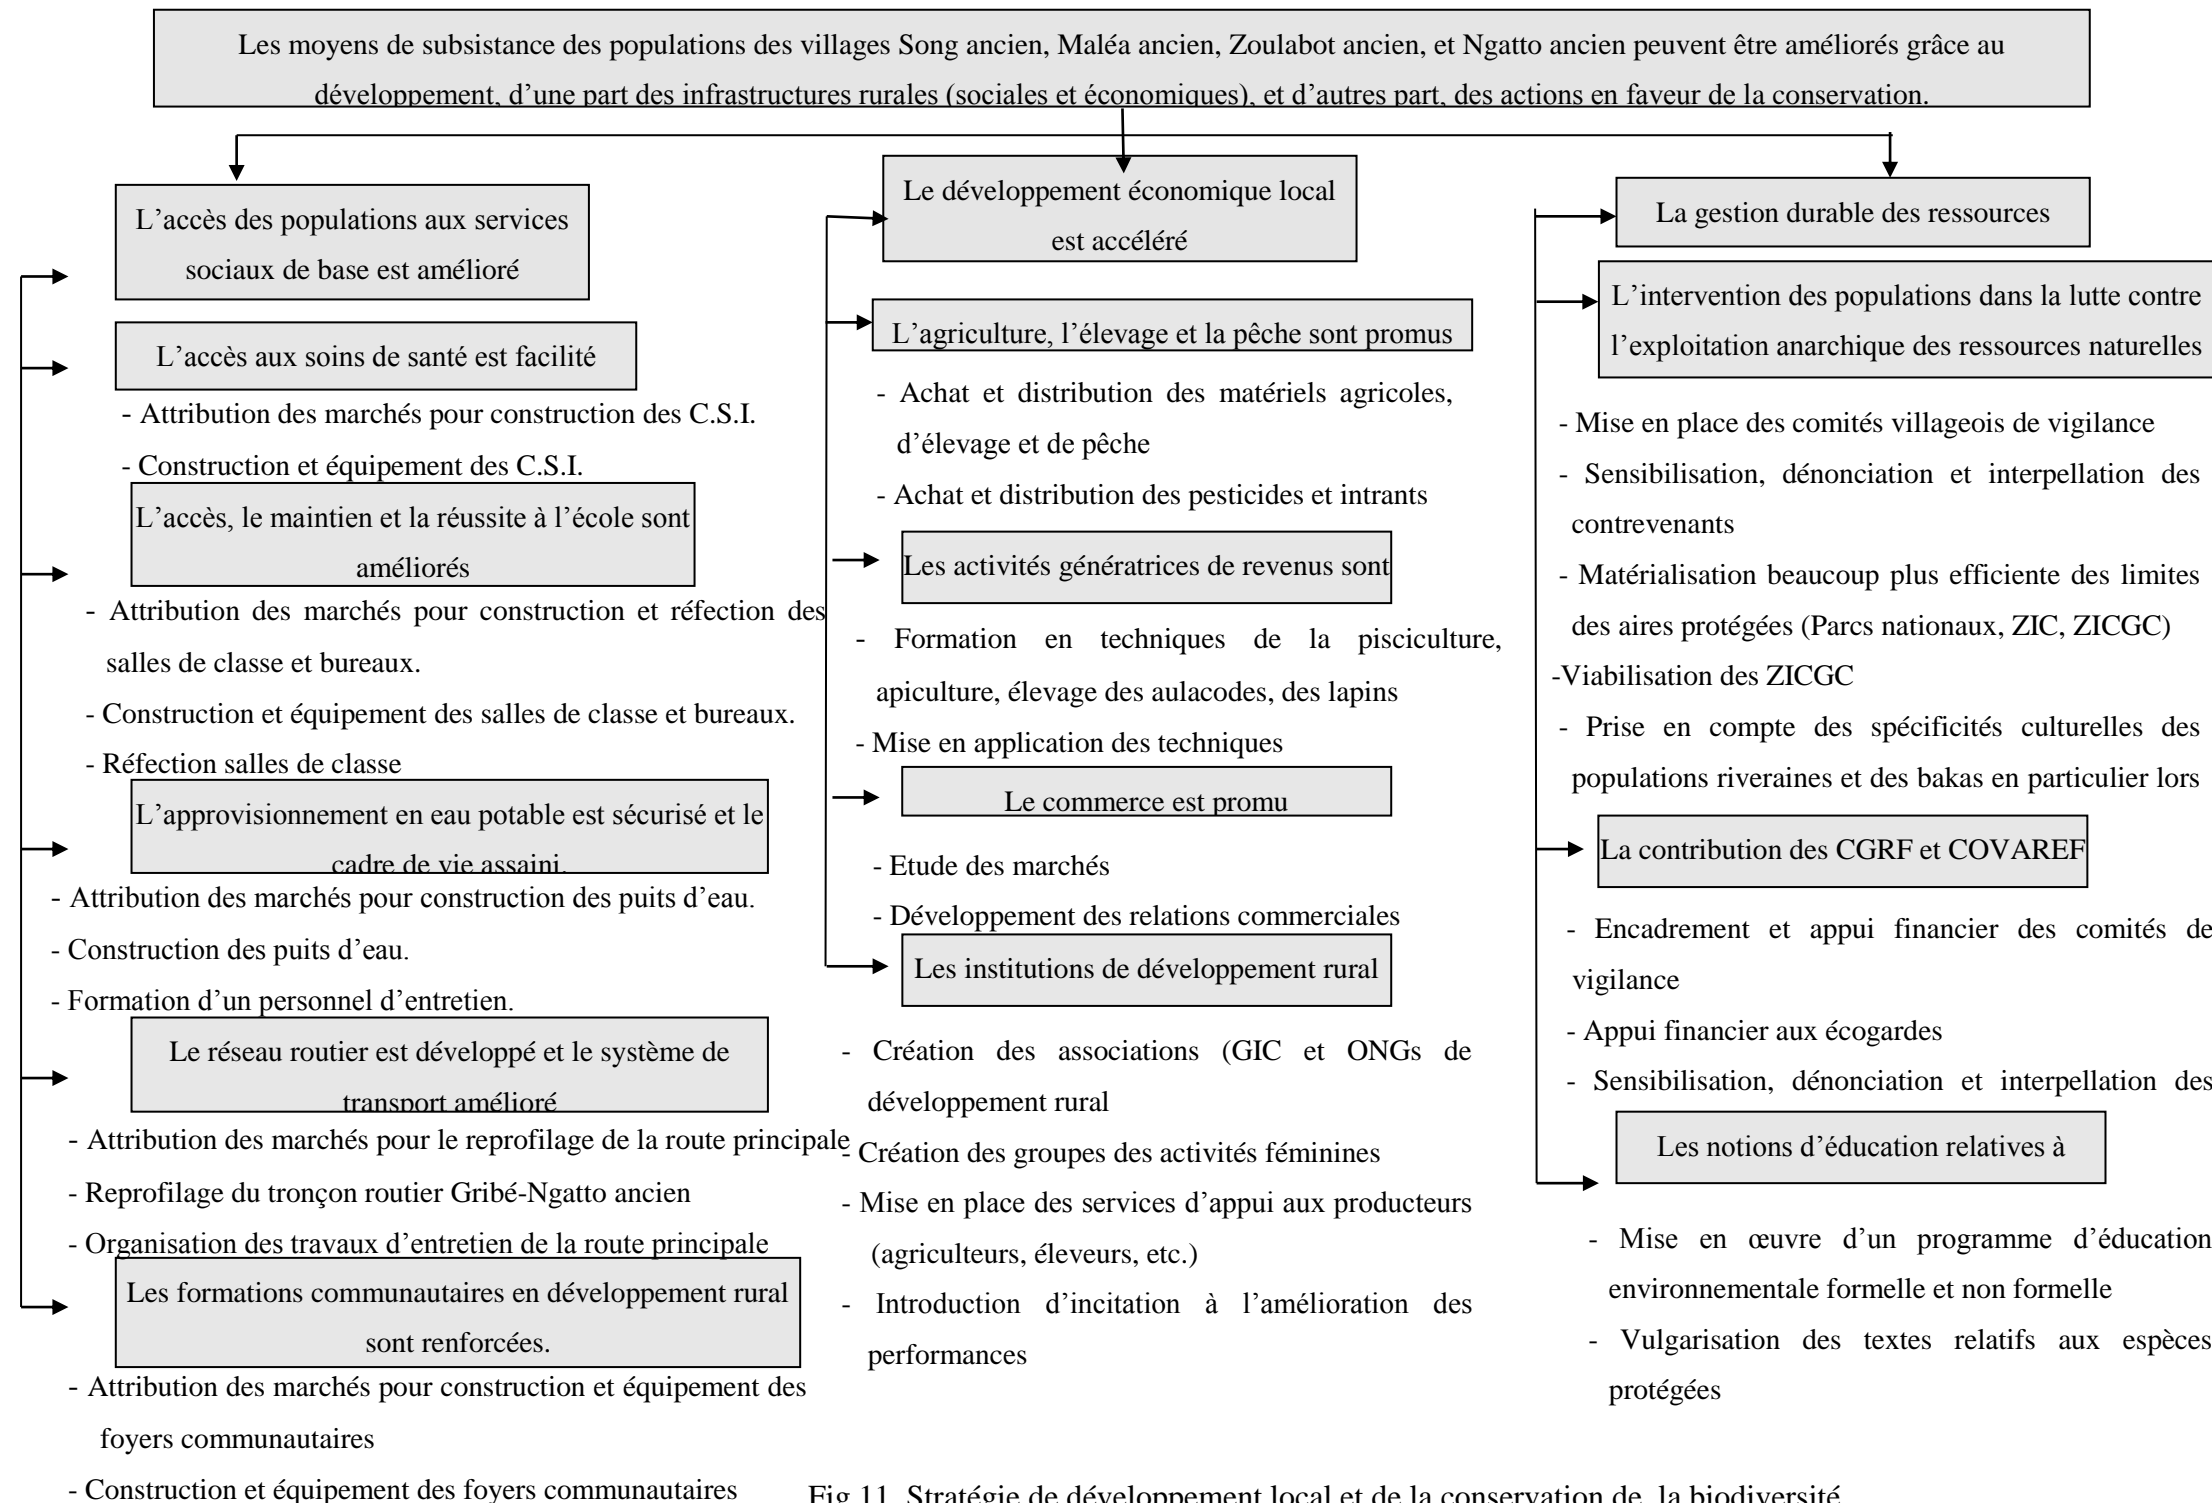 Les moyens de subsistance des populations des villages Song ancien, Maléa ancien, Zoulabot ancien, et Ngatto ancien peuvent être améliorés grâce au
développement, d’une part des infrastructures rurales (sociales et économiques), et d’autres part, des actions en faveur de la conservation.
L’accès des populations aux services
sociaux de base est amélioré
L’accès aux soins de santé est facilité
- Attribution des marchés pour construction des C.S.I.
- Construction et équipement des C.S.I.
L’accès, le maintien et la réussite à l’école sont
améliorés
- Attribution des marchés pour construction et réfection des
salles de classe et bureaux.
- Construction et équipement des salles de classe et bureaux.
- Réfection salles de classe
L’approvisionnement en eau potable est sécurisé et le
cadre de vie assaini.
- Attribution des marchés pour construction des puits d’eau.
- Construction des puits d’eau.
- Formation d’un personnel d’entretien.
Le réseau routier est développé et le système de
transport amélioré
- Attribution des marchés pour le reprofilage de la route principale
- Reprofilage du tronçon routier Gribé-Ngatto ancien
- Organisation des travaux d’entretien de la route principale
Les formations communautaires en développement rural
sont renforcées.
- Attribution des marchés pour construction et équipement des
foyers communautaires
- Construction et équipement des foyers communautaires
Le développement économique local
est accéléré
L’agriculture, l’élevage et la pêche sont promus
- Achat et distribution des matériels agricoles,
d’élevage et de pêche
- Achat et distribution des pesticides et intrants
Les activités génératrices de revenus sont
- Formation en techniques de la pisciculture,
apiculture, élevage des aulacodes, des lapins
- Mise en application des techniques
Le commerce est promu
- Etude des marchés
- Développement des relations commerciales
Les institutions de développement rural
- Création des associations (GIC et ONGs de
développement rural
- Création des groupes des activités féminines
- Mise en place des services d’appui aux producteurs
(agriculteurs, éleveurs, etc.)
- Introduction d’incitation à l’amélioration des
performances
La gestion durable des ressources
L’intervention des populations dans la lutte contre
l’exploitation anarchique des ressources naturelles
- Mise en place des comités villageois de vigilance
- Sensibilisation, dénonciation et interpellation des
contrevenants
- Matérialisation beaucoup plus efficiente des limites
des aires protégées (Parcs nationaux, ZIC, ZICGC)
-Viabilisation des ZICGC
- Prise en compte des spécificités culturelles des
populations riveraines et des bakas en particulier lors
La contribution des CGRF et COVAREF
- Encadrement et appui financier des comités de
vigilance
- Appui financier aux écogardes
- Sensibilisation, dénonciation et interpellation des
Les notions d’éducation relatives à
- Mise en œuvre d’un programme d’éducation
environnementale formelle et non formelle
- Vulgarisation des textes relatifs aux espèces
protégées
Fig 11. Stratégie de développement local et de la conservation de la biodiversité